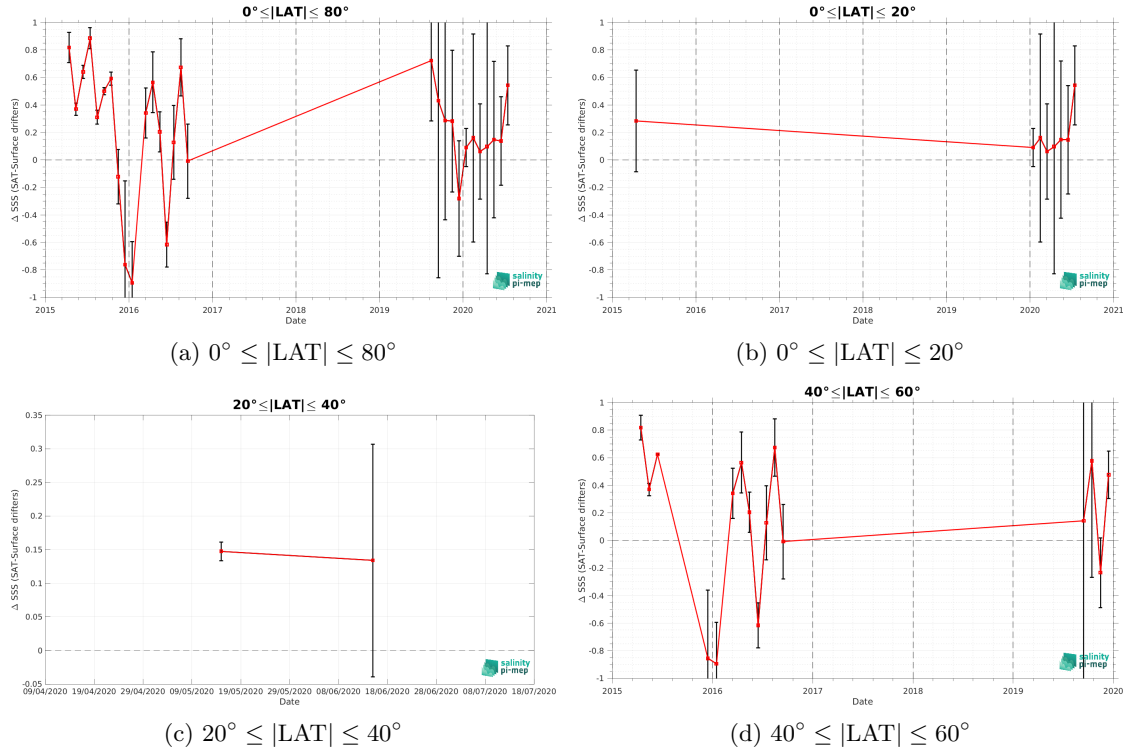 0°≤|LAT|≤ 80°
Δ SSS (SAT-Surface drifters)
1
0.8
0.6
0.4
0.2
0
-0.2
-0.4
-0.6
-0.8
-1
2015 2016 2017 2018 2019 2020 2021
Date
salinity
pi-mep
(a) 0° ≤ |LAT| ≤ 80°
0°≤|LAT|≤ 20°
Δ SSS (SAT-Surface drifters)
1
0.8
0.6
0.4
0.2
0
-0.2
-0.4
-0.6
-0.8
-1
2015 2016 2017 2018 2019 2020 2021
Date
salinity
pi-mep
(b) 0° ≤ |LAT| ≤ 20°
20°≤|LAT|≤ 40°
Δ SSS (SAT-Surface drifters)
0.35
0.3
0.25
0.2
0.15
0.1
0.05
0
-0.05
09/04/2020 19/04/2020 29/04/2020 09/05/2020 19/05/2020 29/05/2020 08/06/2020 18/06/2020 28/06/2020 08/07/2020 18/07/2020
Date
salinity
pi-mep
(c) 20° ≤ |LAT| ≤ 40°
40°≤|LAT|≤ 60°
Δ SSS (SAT-Surface drifters)
1
0.8
0.6
0.4
0.2
0
-0.2
-0.4
-0.6
-0.8
-1
2015 2016 2017 2018 2019 2020
Date
salinity
pi-mep
(d) 40° ≤ |LAT| ≤ 60°